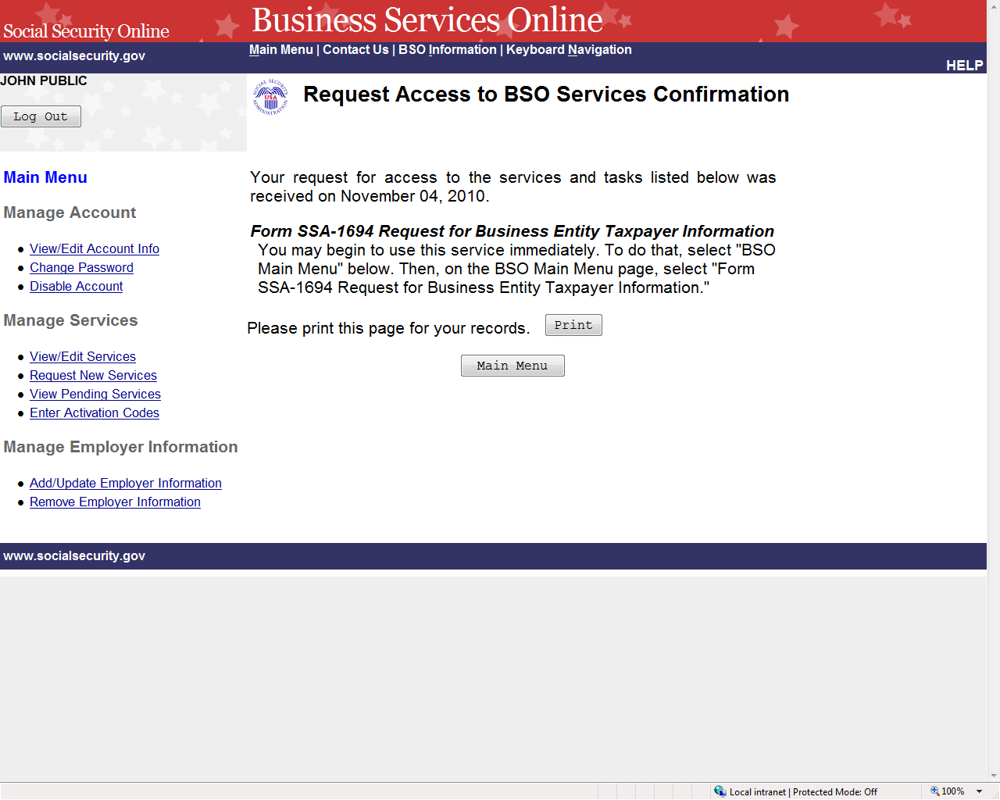 Social Security Online
Business Services Online
www.socialsecurity.gov
Main Menu | Contact Us | BSO Information | Keyboard Navigation
HELP
JOHN PUBLIC
Log Out
SOCIAL SECURITY ADMINISTRATION
USA
Request Access to BSO Services Confirmation
Main Menu
Manage Account
View/Edit Account Info
Change Password
Disable Account
Manage Services
View/Edit Services
Request New Services
View Pending Services
Enter Activation Codes
Manage Employer Information
Add/Update Employer Information
Remove Employer Information
Your request for access to the services and tasks listed below was
received on November 04, 2010.
Form SSA-1694 Request for Business Entity Taxpayer Information
You may begin to use this service immediately. To do that, select "BSO
Main Menu" below. Then, on the BSO Main Menu page, select "Form
SSA-1694 Request for Business Entity Taxpayer Information."
Please print this page for your records.
Print
Main Menu
www.socialsecurity.gov
Local intranet | Protected Mode: Off
100%